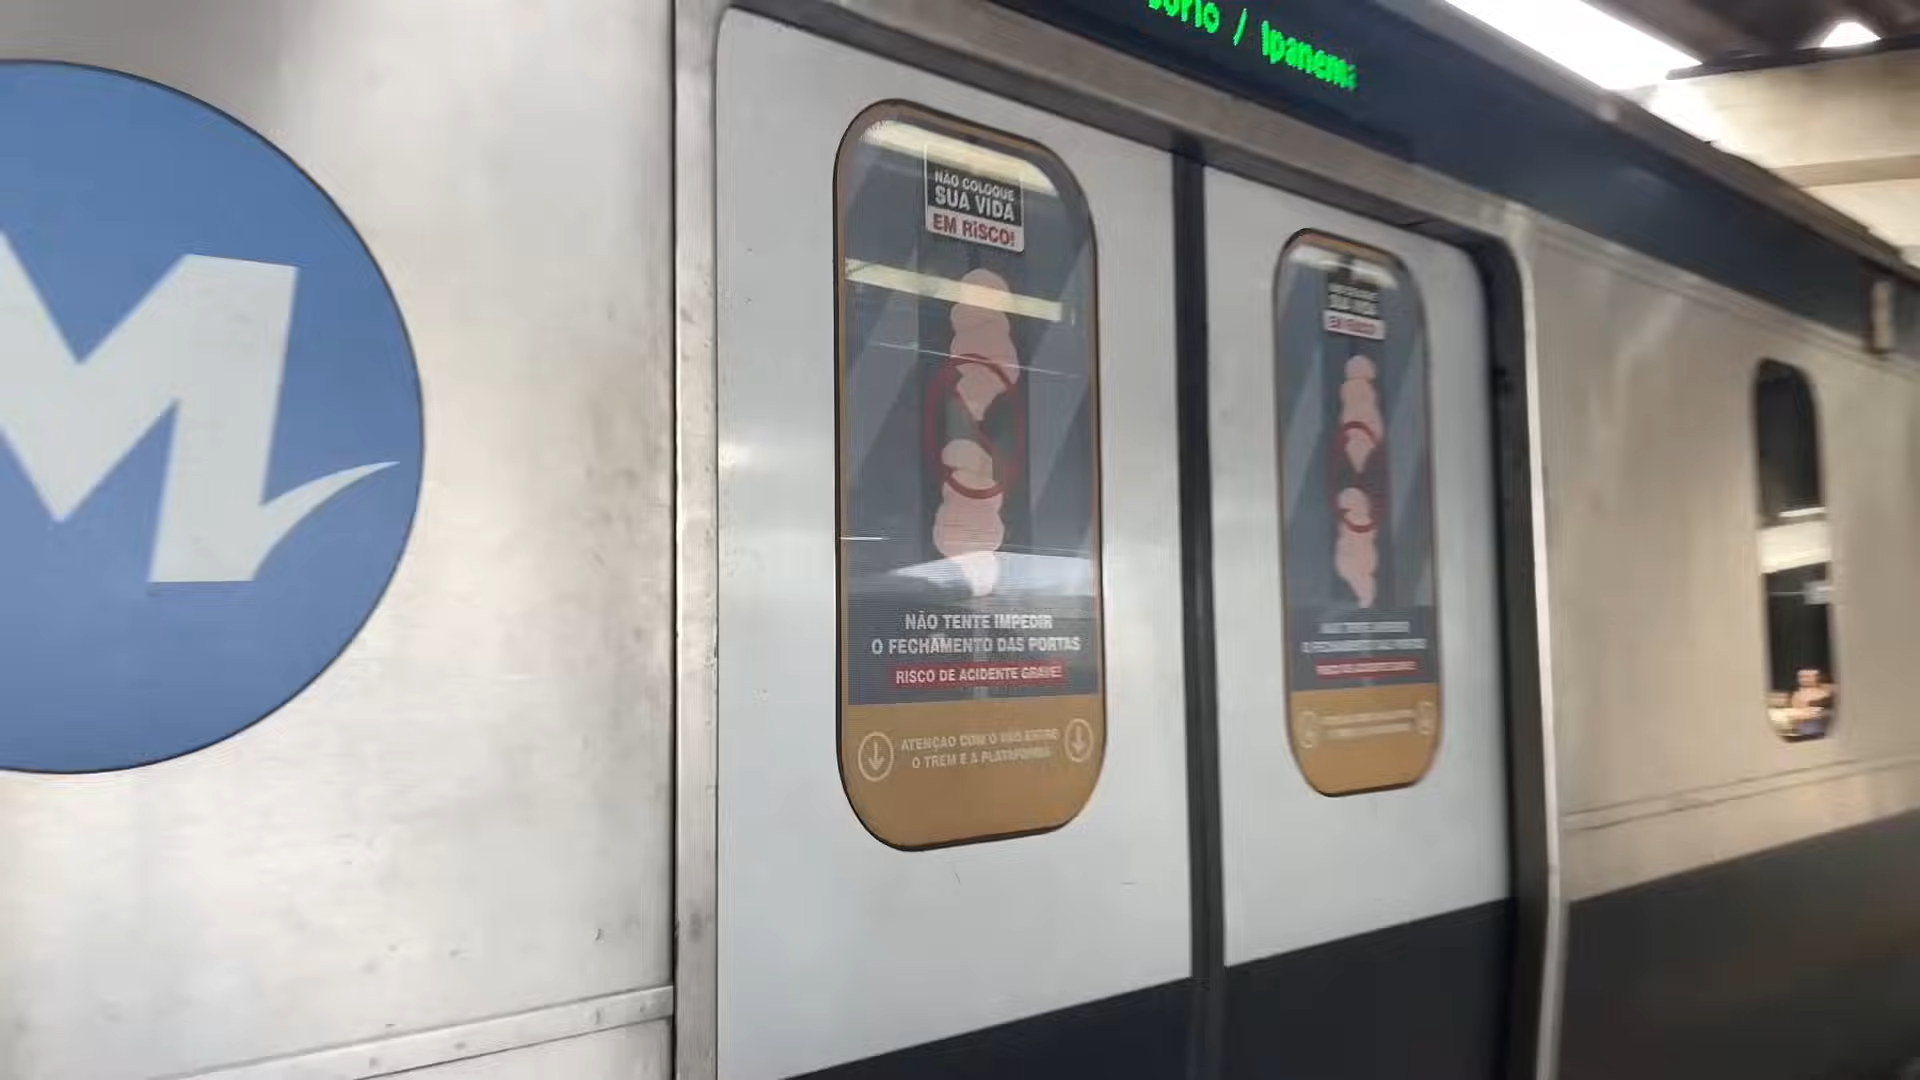 M
/ Ipanema
NÃO COLOQUE
SUA VIDA
EM RISCO!
NÃO TENTE IMPEDIR
O FECHAMENTO DAS PORTAS
RISCO DE ACIDENTE GRAVE!
ATENÇÃO COM O VÃO ENTRE
O TREM E A PLATAFORMA
SUA VIDA
EM RISCO!